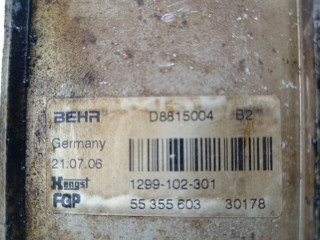 BEHR D8815004 B2
Germany
21.07.06
Hengst 1299-102-301
FGP 55 355 603 30178